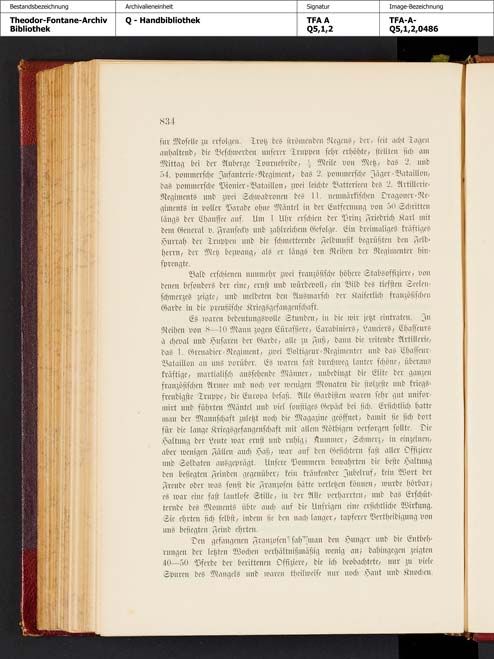 Bestandsbezeichnung
Archivalieneinheit
Signatur
Image-Bezeichnung
Theodor-Fontane-Archiv
Bibliothek
Q - Handbibliothek
TFA A
Q5,1,2
TFA-A-
Q5,1,2,0486
834
sur Moselle zu erfolgen. Trotz des strömenden Regens, der, seit acht Tagen
anhaltend, die Beschwerden unserer Truppen sehr erhöhte, stellten sich am
Mittag bei der Auberge Tournebride, Meile von Metz, das 2. und
54. pommersche Infanterie-Regiment, das 2. pommersche Jäger-Bataillon,
das pommersche Pionier-Bataillon, zwei leichte Batterieen des 2. Artillerie-
Regiments und zwei Schwadronen des 11. neumärkischen Dragoner-Re-
giments in voller Parade ohne Mäntel in der Entfernung von 50 Schritten
längs der Chaussee auf. Um 1 Uhr erschien der Prinz Friedrich Karl mit
dem General v. Fransecky und zahlreichem Gefolge. Ein dreimaliges kräftiges
Hurrah der Truppen und die schmetternde Feldmusik begrüßten den Feld-
herrn, der Metz bezwang, als er längs den Reihen der Regimenter hin-
sprengte.
Bald erschienen nunmehr zwei französische höhere Stabsoffiziere, von
denen besonders der eine, ernst und würdevoll, ein Bild des tiefsten Seelen-
schmerzes zeigte, und meldeten den Ausmarsch der Kaiserlich französischen
Garde in die preußische Kriegsgefangenschaft.
Es waren bedeutungsvolle Stunden, in die wir jetzt eintraten. In
Reihen von 8—10 Mann zogen Cürassiere, Carabiniers, Lanciers, Chasseurs
à cheval und Husaren der Garde, alle zu Fuß, dann die reitende Artillerie,
das 1. Grenadier-Regiment, zwei Voltigeur-Regimenter und das Chasseur-
Bataillon an uns vorüber. Es waren fast durchweg lauter schöne, überaus
kräftige, martialisch aussehende Männer, unbedingt die Elite der ganzen
französischen Armee und noch vor wenigen Monaten die stolzeste und kriegs-
freudigste Truppe, die Europa besaß. Alle Gardisten waren sehr gut unifor-
mirt und führten Mäntel und viel sonstiges Gepäck bei sich. Ersichtlich hatte
man der Mannschaft zuletzt noch die Magazine geöffnet, damit sie sich dort
für die lange Kriegsgefangenschaft mit allem Nöthigen versorgen sollte. Die
Haltung der Leute war ernst und ruhig; Kummer, Schmerz, in einzelnen,
aber wenigen Fällen auch Haß, war auf den Gesichtern fast aller Offiziere
und Soldaten ausgeprägt. Unsere Pommern bewahrten die beste Haltung
den besiegten Feinden gegenüber; kein kränkender Jubelruf, kein Wort der
Freude oder was sonst die Franzosen hätte verletzen können, wurde hörbar;
es war eine fast lautlose Stille, in der Alle verharrten, und das Erschüt-
ternde des Moments übte auch auf die Unsrigen eine ersichtliche Wirkung.
Sie ehrten sich selbst, indem sie den nach langer, tapferer Vertheidigung von
uns besiegten Feind ehrten.
Den gefangenen Franzosen sah man den Hunger und die Entbeh-
rungen der letzten Wochen verhältnißmäßig wenig an; dahingegen zeigten
40—50 Pferde der berittenen Offiziere, die ich beobachtete, nur zu viele
Spuren des Mangels und waren theilweise nur noch Haut und Knochen